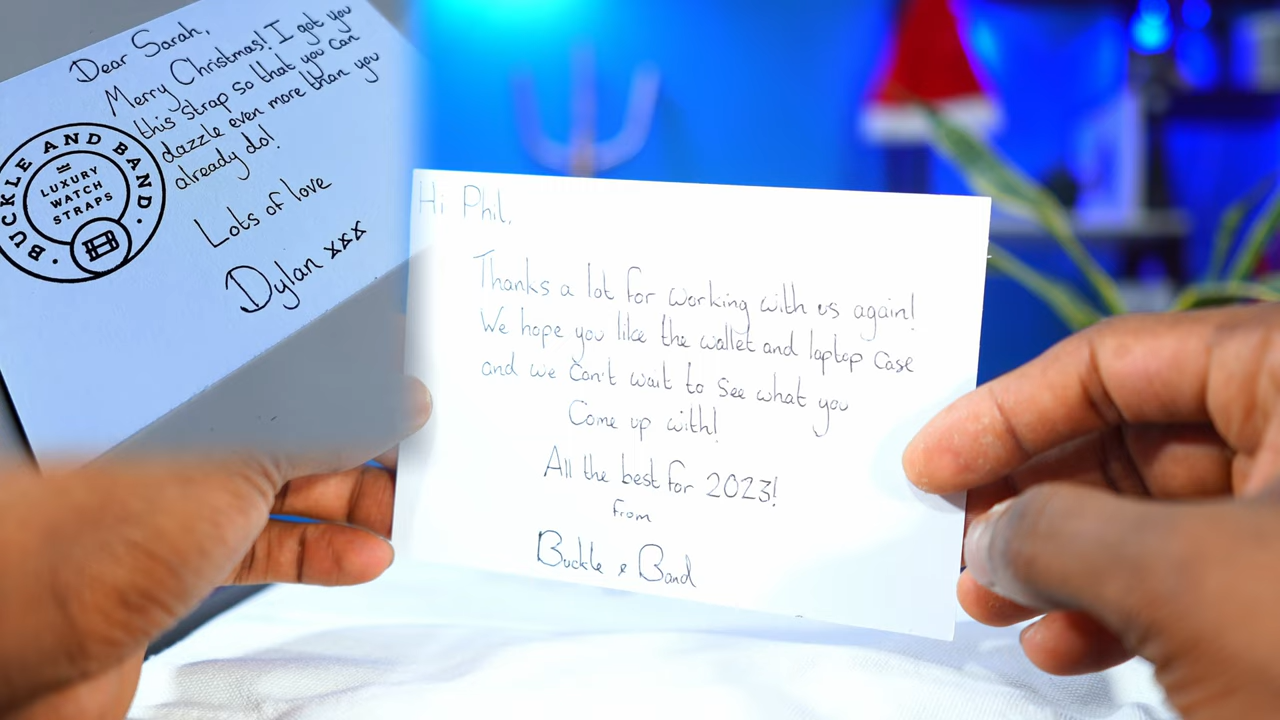 Dear Sarah,
Merry Christmas! I got you
this strap so that you can
dazzle even more than you
already do!
Lots of love
Dylan xxx
BUCKLE AND BAND
LUXURY
WATCH
STRAPS
Hi Phil,
Thanks a lot for working with us again!
We hope you like the wallet and laptop case
and we can't wait to see what you
come up with!
All the best for 2023!
from
Buckle & Band